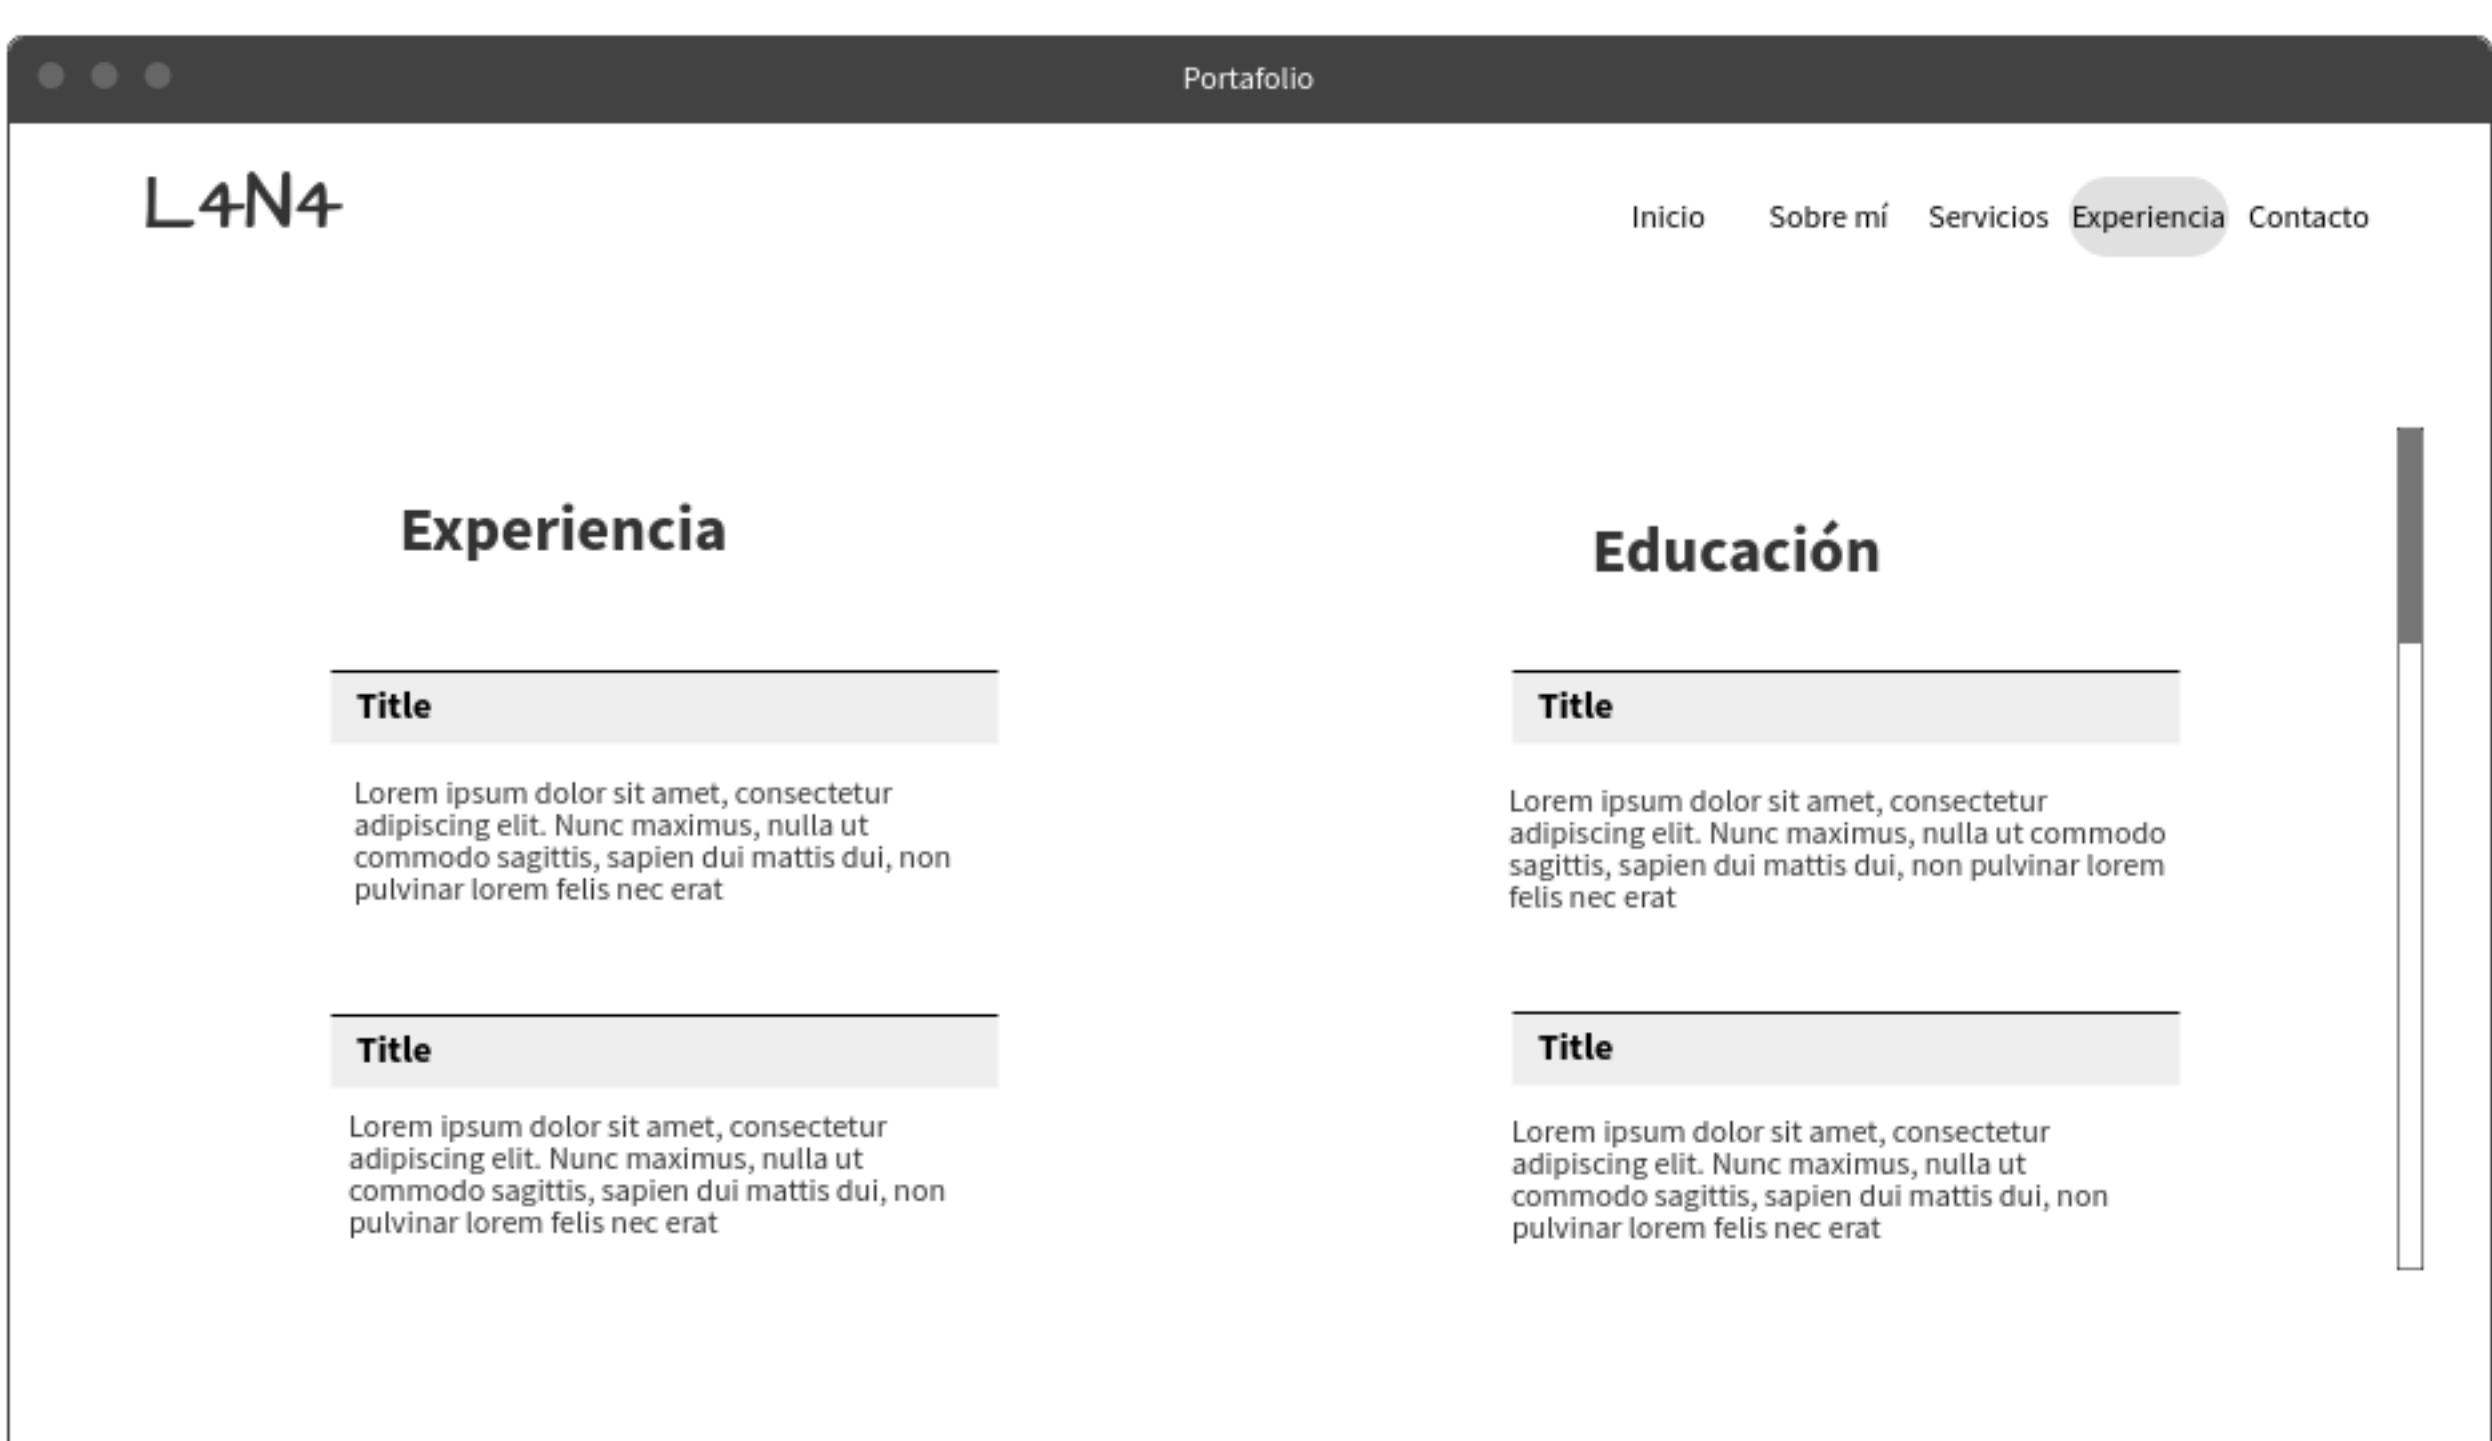 Portafolio
L4N4
Inicio Sobre mí Servicios Experiencia Contacto
Experiencia
Title
Lorem ipsum dolor sit amet, consectetur
adipiscing elit. Nunc maximus, nulla ut
commodo sagittis, sapien dui mattis dui, non
pulvinar lorem felis nec erat
Title
Lorem ipsum dolor sit amet, consectetur
adipiscing elit. Nunc maximus, nulla ut
commodo sagittis, sapien dui mattis dui, non
pulvinar lorem felis nec erat
Educación
Title
Lorem ipsum dolor sit amet, consectetur
adipiscing elit. Nunc maximus, nulla ut commodo
sagittis, sapien dui mattis dui, non pulvinar lorem
felis nec erat
Title
Lorem ipsum dolor sit amet, consectetur
adipiscing elit. Nunc maximus, nulla ut
commodo sagittis, sapien dui mattis dui, non
pulvinar lorem felis nec erat